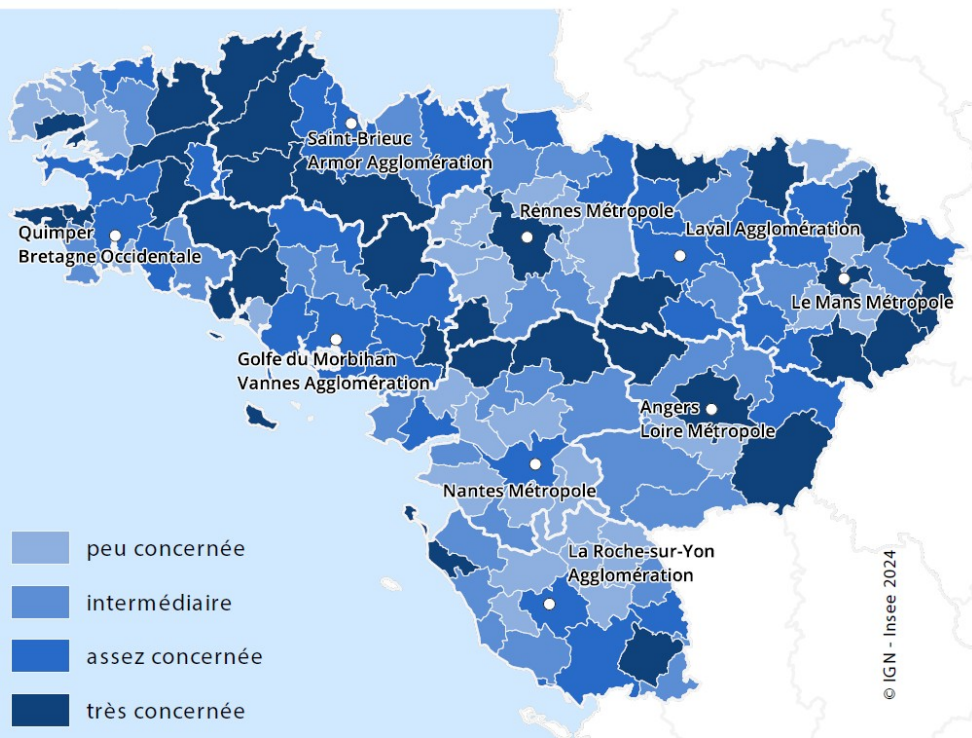 Saint-Brieuc
Armor Agglomération
Rennes Métropole
Laval Agglomération
Quimper
Bretagne Occidentale
Le Mans Métropole
Golfe du Morbihan
Vannes Agglomération
Angers
Loire Métropole
Nantes Métropole
La Roche-sur-Yon
Agglomération
peu concernée
intermédiaire
assez concernée
très concernée
© IGN - Insee 2024